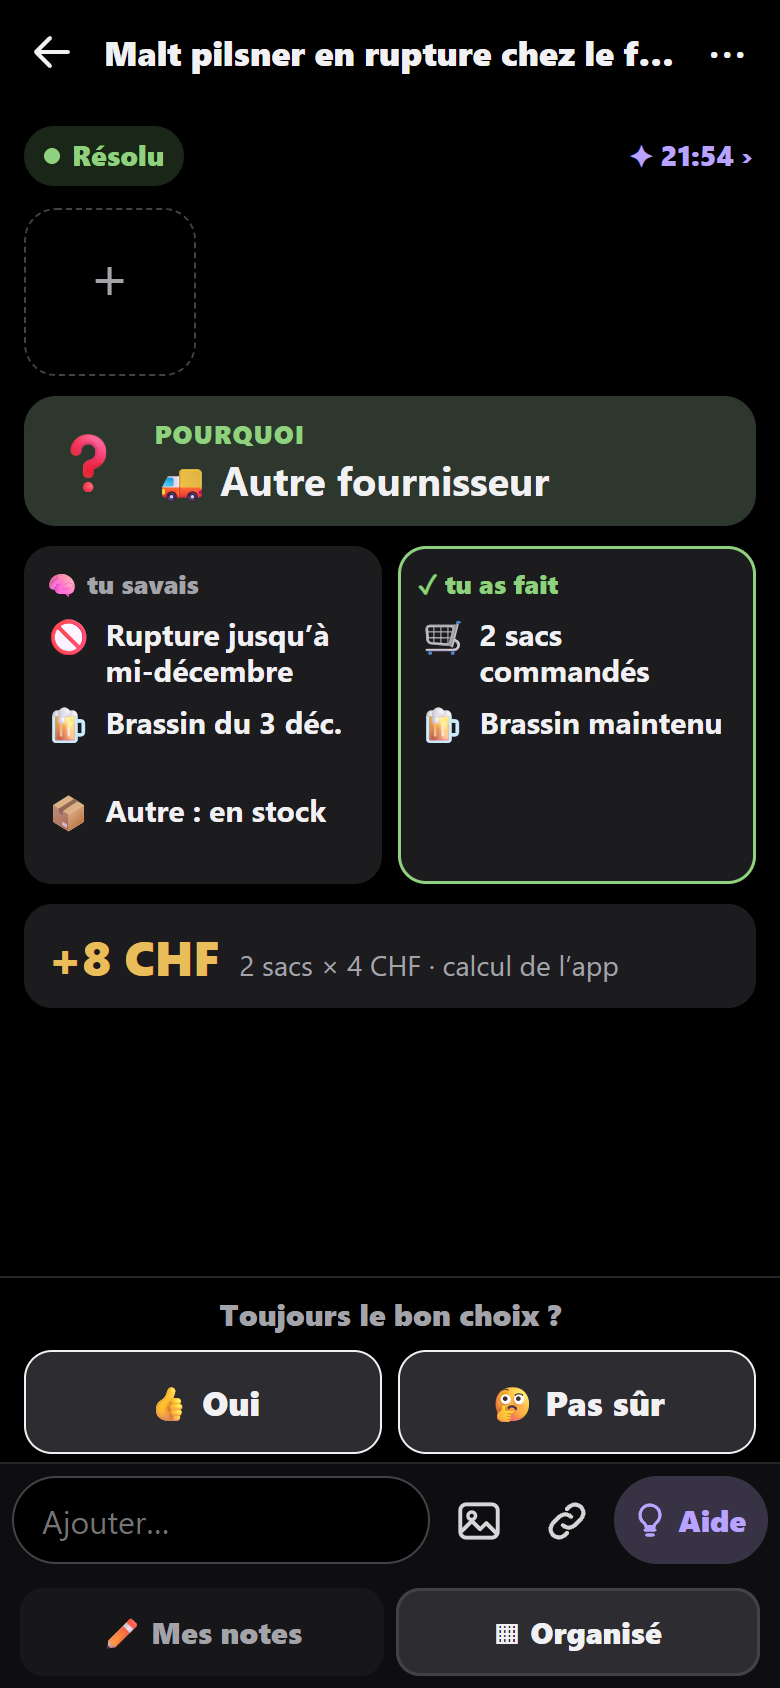 Malt pilsner en rupture chez le f...
Résolu
21:54 ›
+
POURQUOI
Autre fournisseur
tu savais
Rupture jusqu’à
mi-décembre
Brassin du 3 déc.
Autre : en stock
✓ tu as fait
2 sacs
commandés
Brassin maintenu
+8 CHF 2 sacs × 4 CHF · calcul de l’app
Toujours le bon choix ?
Oui
Pas sûr
Ajouter...
Aide
Mes notes
Organisé